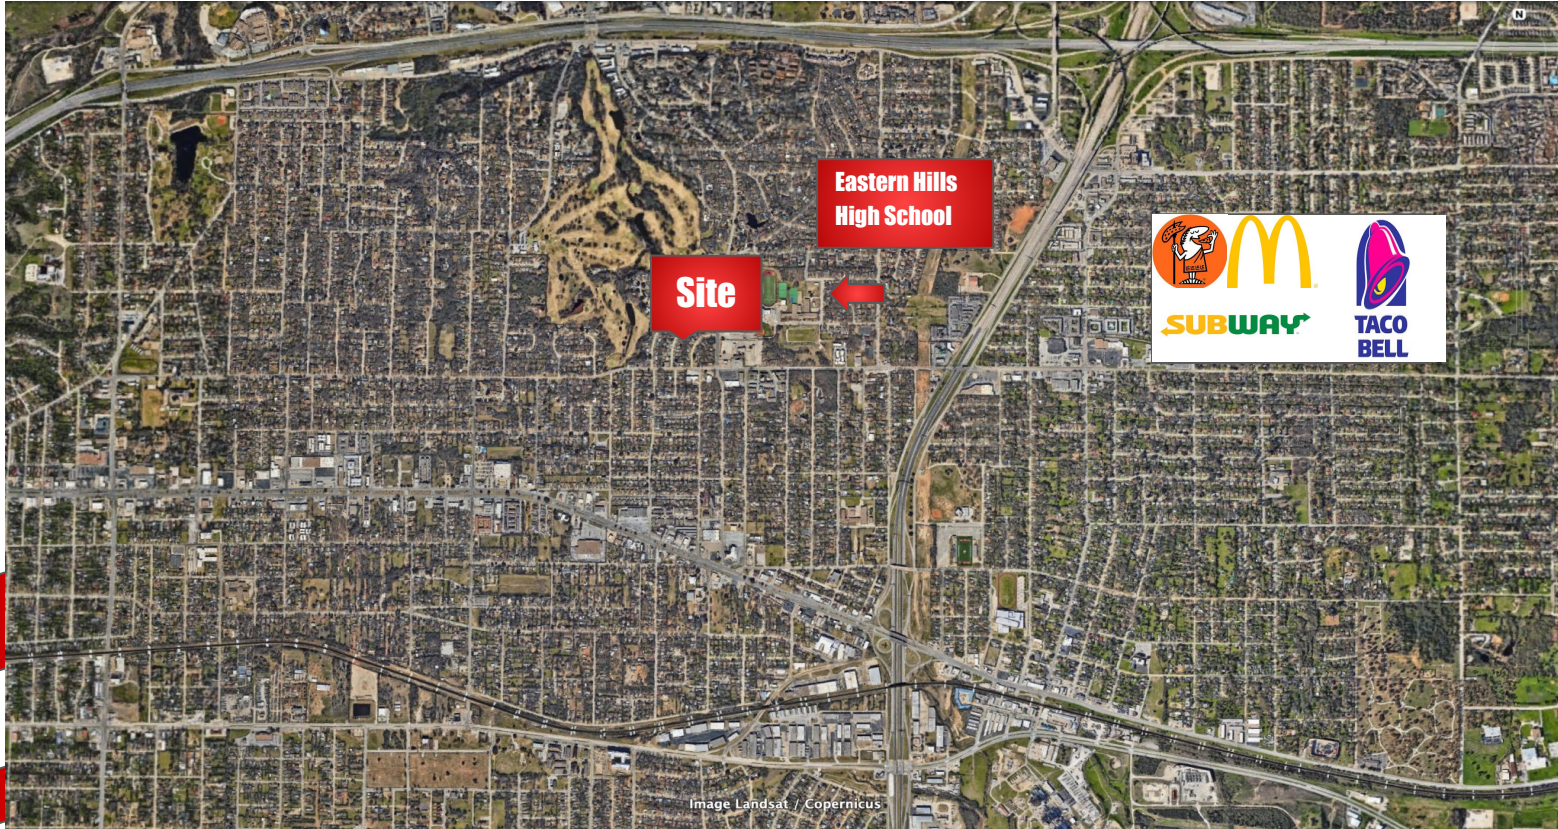 N
Eastern Hills
High School
Site
SUBWAY
TACO
BELL
Image Landsat / Copernicus